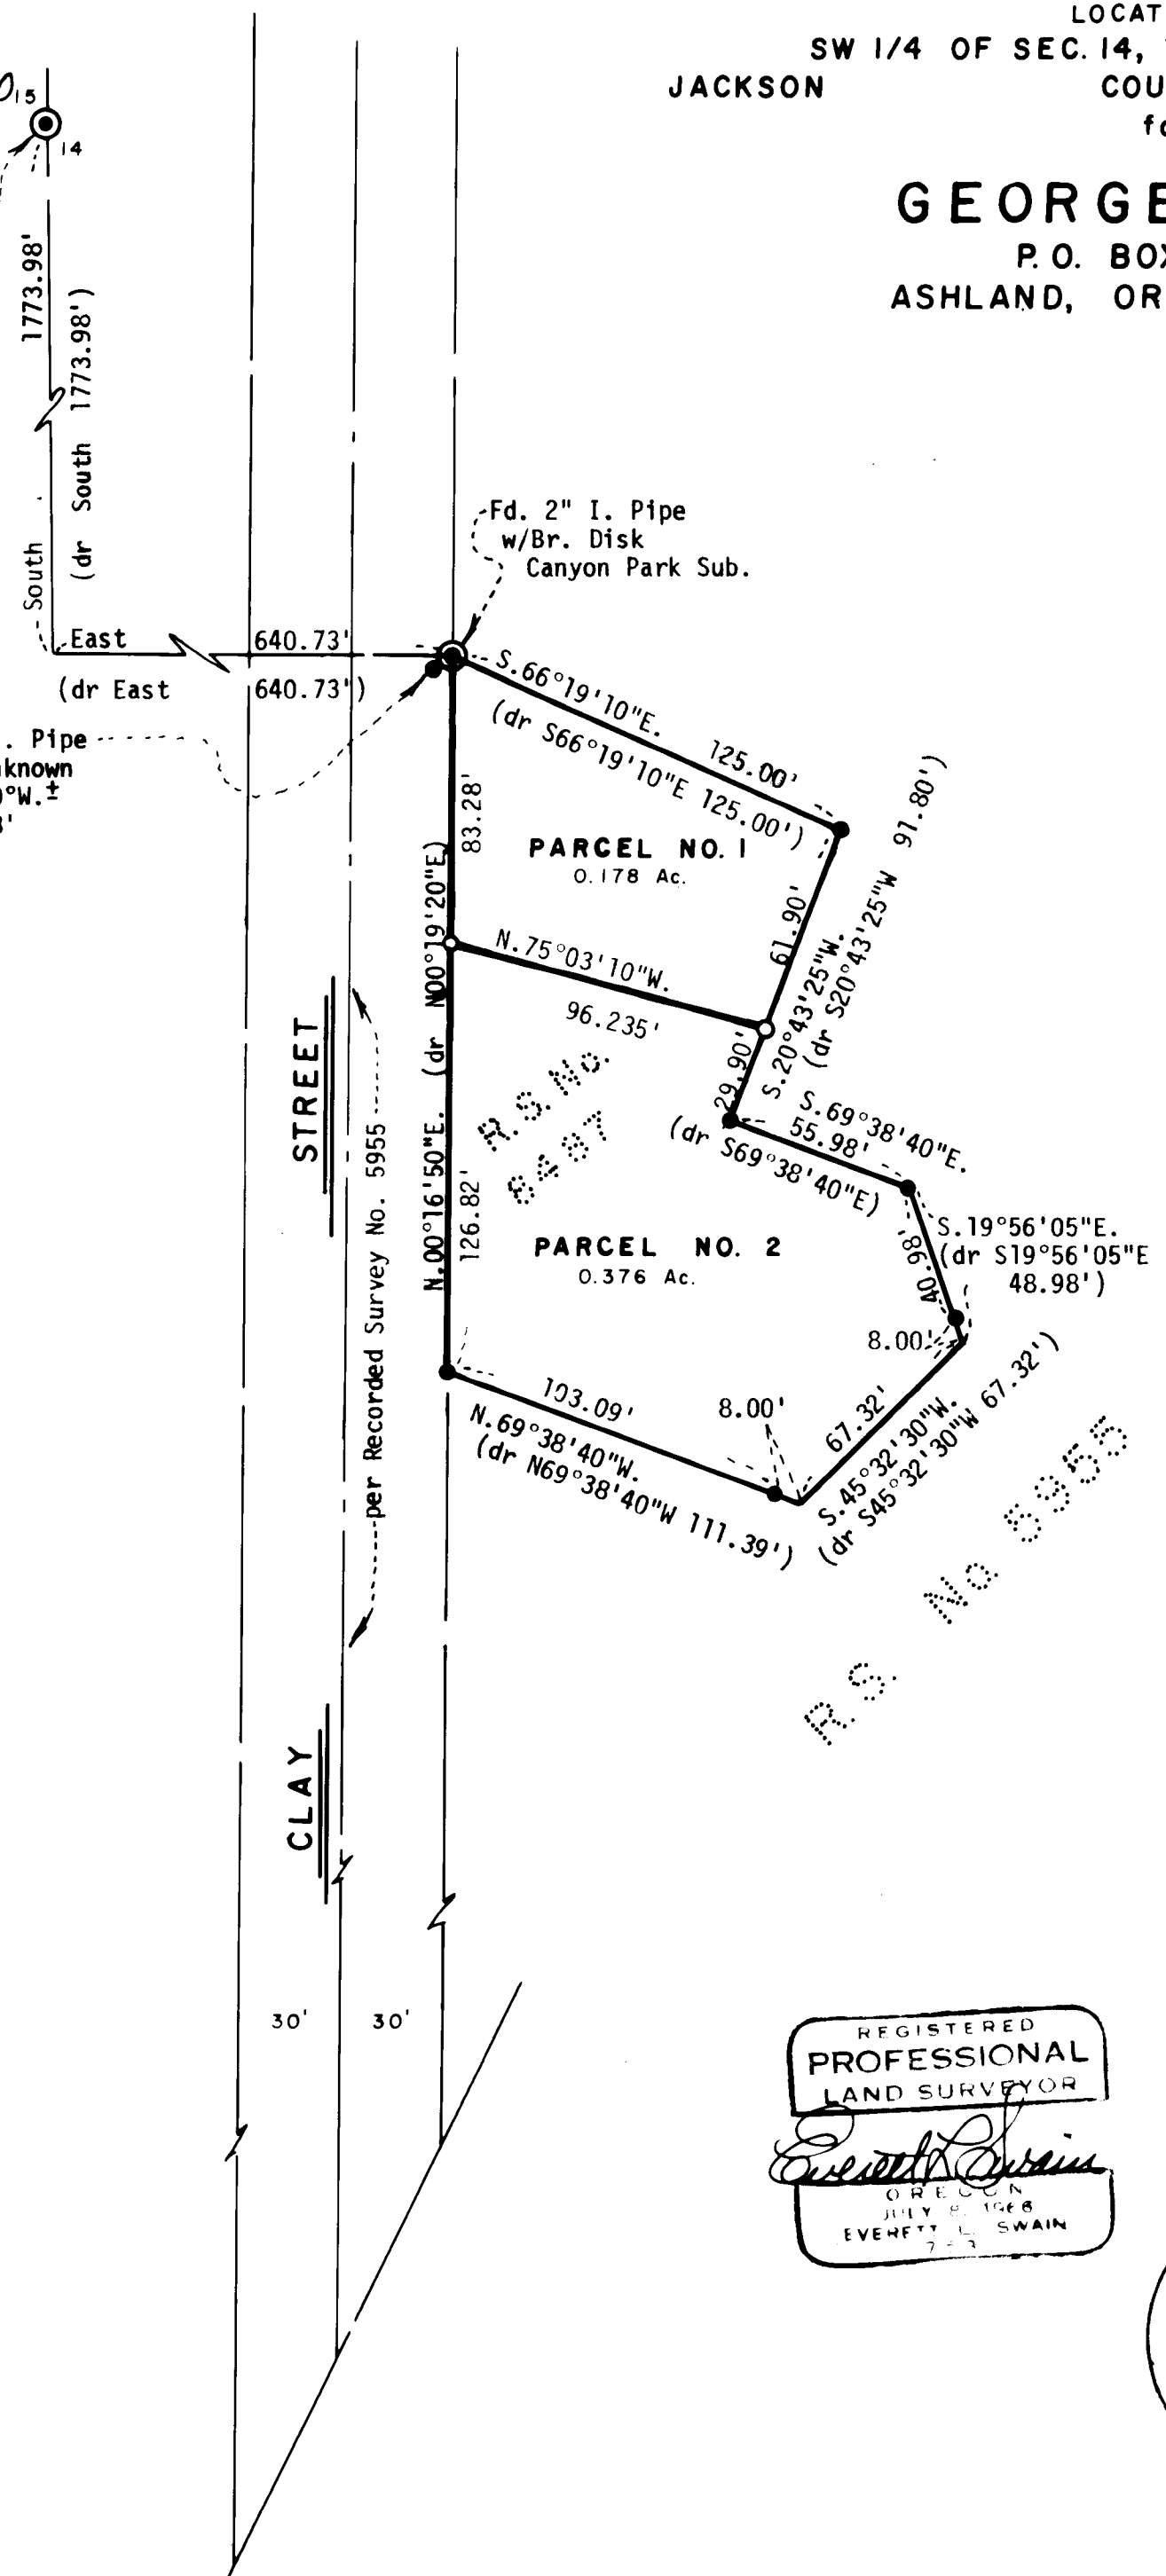 LOCAT
SW 1/4 OF SEC. 14,
JACKSON COU
fo
GEORGE
P. O. BOX
ASHLAND, OR
15
14
1773.98'
(dr South 1773.98')
South
East 640.73'
(dr East 640.73')
Fd. 2" I. Pipe
w/Br. Disk
Canyon Park Sub.
. Pipe
known
°W.±
S.66°19'10"E. 125.00'
(dr S66°19'10"E 125.00')
83.28'
PARCEL NO. 1
0.178 Ac.
61.90'
S.20°43'25"W.
(dr S20°43'25"W 91.80')
N.75°03'10"W.
96.235'
29.90'
N.00°16'50"E. (dr N00°19'20"E)
126.82'
R.S. No.
8487
S.69°38'40"E.
55.98'
(dr S69°38'40"E)
PARCEL NO. 2
0.376 Ac.
S.19°56'05"E.
(dr S19°56'05"E
48.98')
40.98'
8.00'
67.32'
S.45°32'30"W.
(dr S45°32'30"W 67.32')
8.00'
103.09'
N.69°38'40"W.
(dr N69°38'40"W 111.39')
STREET
per Recorded Survey No. 5955
R.S. No. 5955
CLAY
30' 30'
REGISTERED
PROFESSIONAL
LAND SURVEYOR
Everett L Swain
OREGON
JULY 8, 1966
EVERETT L. SWAIN